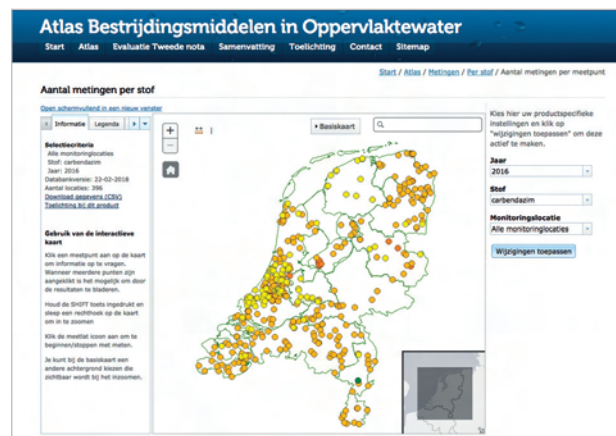 Atlas Bestrijdingsmiddelen in Oppervlaktewater
Start Atlas Evaluatie Tweede nota Samenvatting Toelichting Contact Sitemap
Start / Atlas / Metingen / Per stof / Aantal metingen per meetpunt
Aantal metingen per stof
Open schermvullend in een nieuw venster
Informatie Legenda
Selectiecriteria
Alle monitoringlocaties
Stof: carbendazim
Jaar: 2016
Databankversie: 22-02-2018
Aantal locaties: 396
Download gegevens (CSV)
Toelichting bij dit product
Gebruik van de interactieve
kaart
Klik een meetpunt aan op de kaart
om informatie op te vragen.
Wanneer meerdere punten zijn
aangeklikt is het mogelijk om door
de resultaten te bladeren.
Houd de SHIFT toets ingedrukt en
sleep een rechthoek op de kaart
om in te zoomen
Klik de meetlat icoon aan om te
beginnen/stoppen met meten.
Je kunt bij de basiskaart een
andere achtergrond kiezen die
zichtbaar wordt bij het inzoomen.
+
−
Basiskaart
Kies hier uw productspecifieke
instellingen en klik op
"wijzigingen toepassen" om deze
actief te maken.
Jaar
2016
Stof
carbendazim
Monitoringslocatie
Alle monitoringlocaties
Wijzigingen toepassen